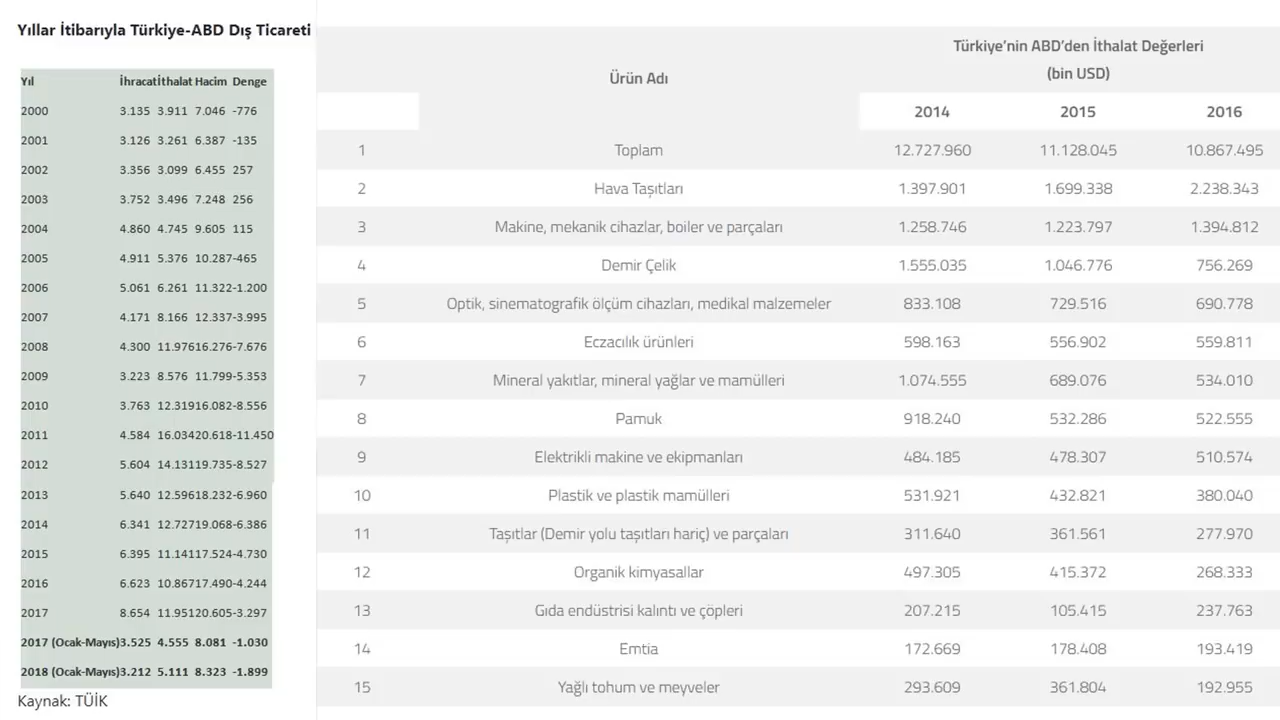 Yıllar İtibarıyla Türkiye-ABD Dış Ticareti
Yıl İhracat İthalat Hacim Denge
2000 3.135 3.911 7.046 -776
2001 3.126 3.261 6.387 -135
2002 3.356 3.099 6.455 257
2003 3.752 3.496 7.248 256
2004 4.860 4.745 9.605 115
2005 4.911 5.376 10.287 -465
2006 5.061 6.261 11.322 -1.200
2007 4.171 8.166 12.337 -3.995
2008 4.300 11.976 16.276 -7.676
2009 3.223 8.576 11.799 -5.353
2010 3.763 12.319 16.082 -8.556
2011 4.584 16.034 20.618 -11.450
2012 5.604 14.131 19.735 -8.527
2013 5.640 12.596 18.232 -6.960
2014 6.341 12.727 19.068 -6.386
2015 6.395 11.141 17.524 -4.730
2016 6.623 10.867 17.490 -4.244
2017 8.654 11.951 20.605 -3.297
2017 (Ocak-Mayıs) 3.525 4.555 8.081 -1.030
2018 (Ocak-Mayıs) 3.212 5.111 8.323 -1.899
Kaynak: TÜİK
Ürün Adı
Türkiye'nin ABD'den İthalat Değerleri
(bin USD)
2014 2015 2016
1 Toplam 12.727.960 11.128.045 10.867.495
2 Hava Taşıtları 1.397.901 1.699.338 2.238.343
3 Makine, mekanik cihazlar, boiler ve parçaları 1.258.746 1.223.797 1.394.812
4 Demir Çelik 1.555.035 1.046.776 756.269
5 Optik, sinematografik ölçüm cihazları, medikal malzemeler 833.108 729.516 690.778
6 Eczacılık ürünleri 598.163 556.902 559.811
7 Mineral yakıtlar, mineral yağlar ve mamülleri 1.074.555 689.076 534.010
8 Pamuk 918.240 532.286 522.555
9 Elektrikli makine ve ekipmanları 484.185 478.307 510.574
10 Plastik ve plastik mamülleri 531.921 432.821 380.040
11 Taşıtlar (Demir yolu taşıtları hariç) ve parçaları 311.640 361.561 277.970
12 Organik kimyasallar 497.305 415.372 268.333
13 Gıda endüstrisi kalıntı ve çöpleri 207.215 105.415 237.763
14 Emtia 172.669 178.408 193.419
15 Yağlı tohum ve meyveler 293.609 361.804 192.955